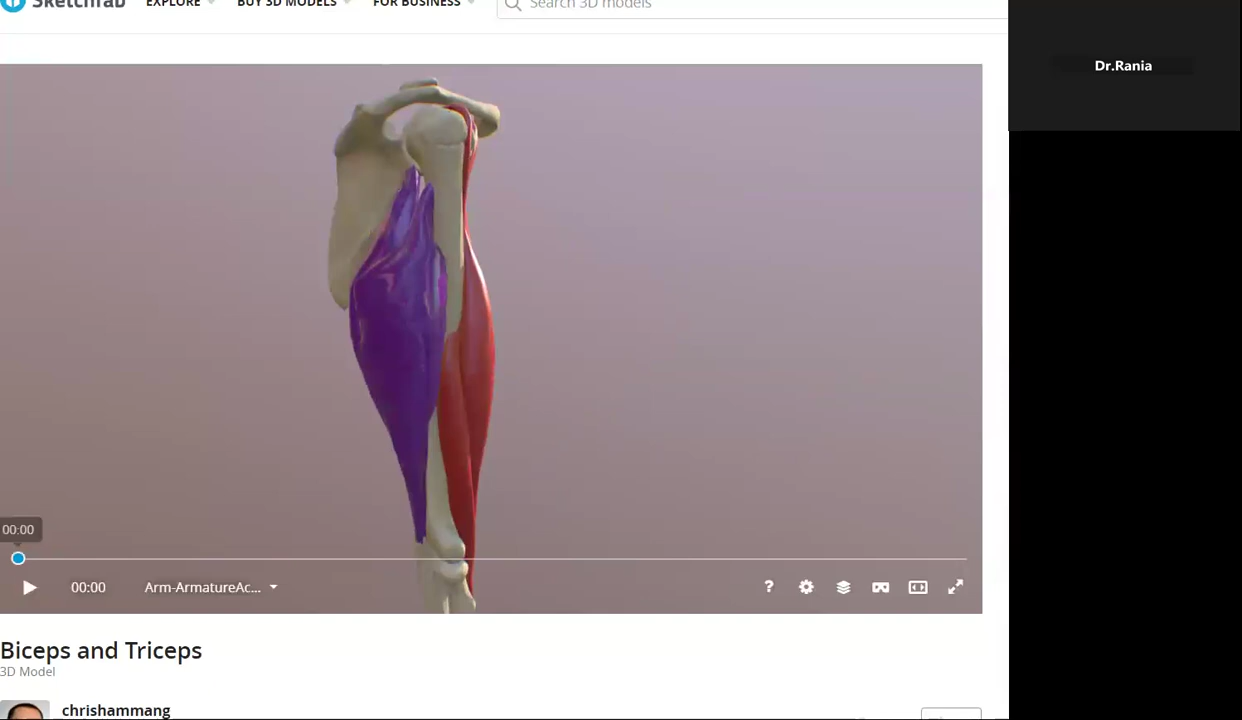 Sketchfab EXPLORE BUY 3D MODELS FOR BUSINESS Search 3D models
Dr.Rania
00:00
00:00 Arm-ArmatureAc... ?
Biceps and Triceps
3D Model
chrishammang